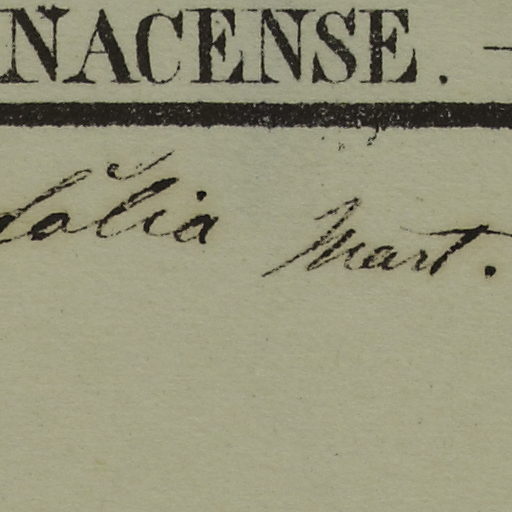 NACENSE. —
folia Mart.